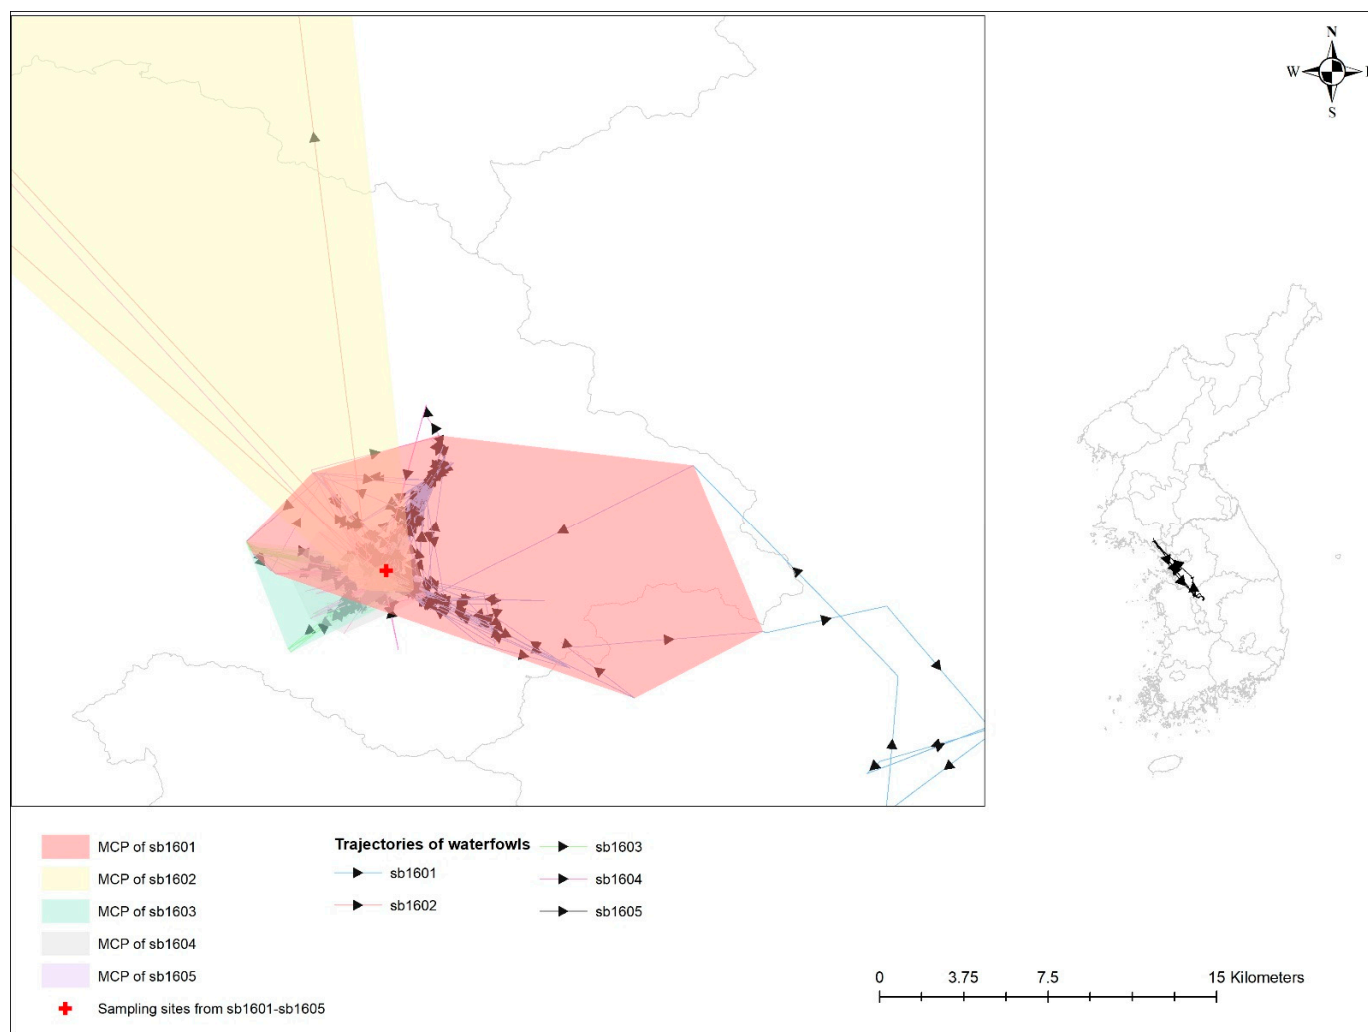 N
W
S
MCP of sb1601
MCP of sb1602
MCP of sb1603
MCP of sb1604
MCP of sb1605
Sampling sites from sb1601-sb1605
Trajectories of waterfowls
sb1601
sb1602
sb1603
sb1604
sb1605
0 3.75 7.5 15 Kilometers